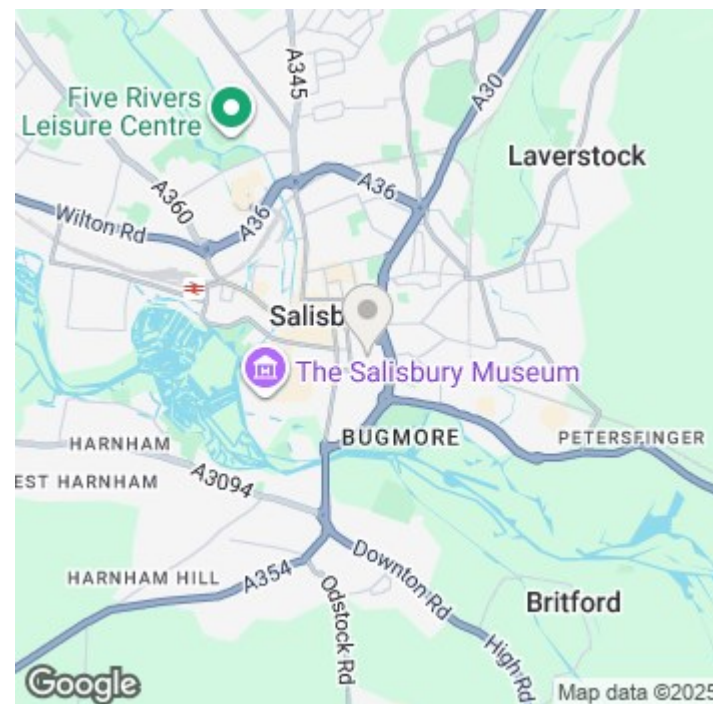 A345
A30
Five Rivers
Leisure Centre
Laverstock
A360
A36
A36
Wilton Rd
Salisb
The Salisbury Museum
BUGMORE
PETERSFINGER
HARNHAM
A3094
EST HARNHAM
HARNHAM HILL
A354
Downton Rd
Odstock Rd
Britford
High Rd
Google
Map data ©2025